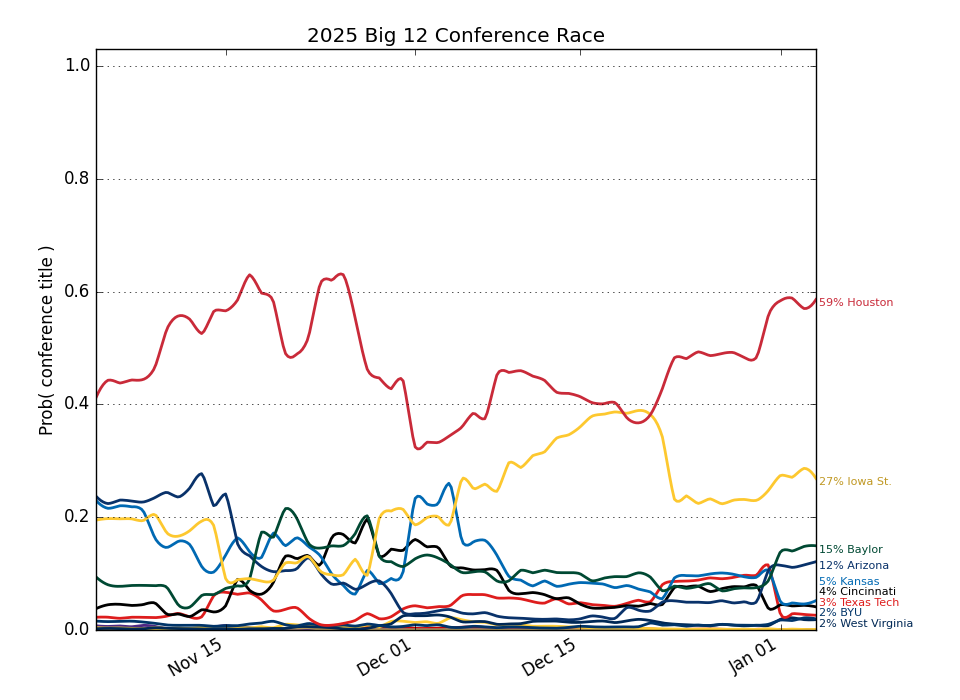 2025 Big 12 Conference Race
Prob( conference title )
1.0
0.8
0.6
0.4
0.2
0.0
Nov 15
Dec 01
Dec 15
Jan 01
59% Houston
27% Iowa St.
15% Baylor
12% Arizona
5% Kansas
4% Cincinnati
3% Texas Tech
2% BYU
2% West Virginia